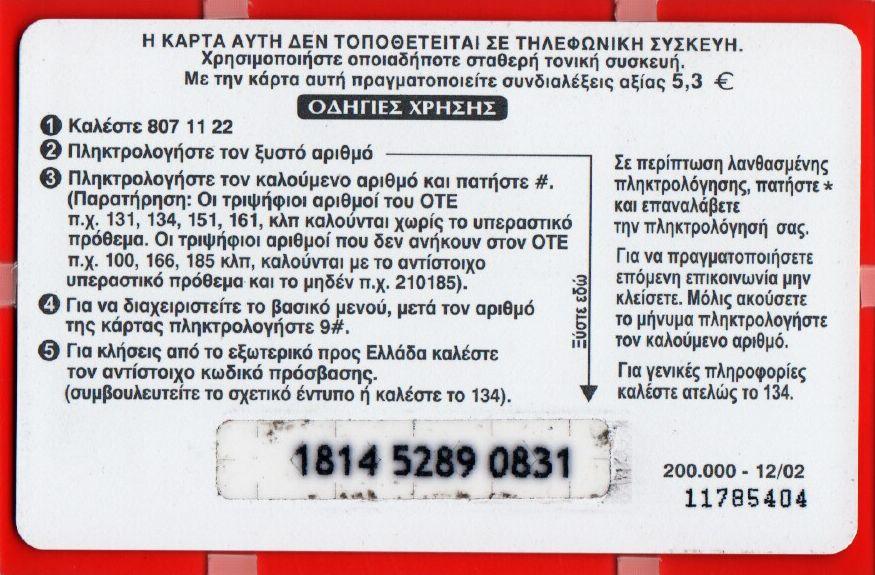 Η ΚΑΡΤΑ ΑΥΤΗ ΔΕΝ ΤΟΠΟΘΕΤΕΙΤΑΙ ΣΕ ΤΗΛΕΦΩΝΙΚΗ ΣΥΣΚΕΥΗ.
Χρησιμοποιήστε οποιαδήποτε σταθερή τονική συσκευή.
Με την κάρτα αυτή πραγματοποιείτε συνδιαλέξεις αξίας 5,3 €
ΟΔΗΓΙΕΣ ΧΡΗΣΗΣ
1 Καλέστε 807 11 22
2 Πληκτρολογήστε τον ξυστό αριθμό
3 Πληκτρολογήστε τον καλούμενο αριθμό και πατήστε #.
(Παρατήρηση: Οι τριψήφιοι αριθμοί του ΟΤΕ
π.χ. 131, 134, 151, 161, κλπ καλούνται χωρίς το υπεραστικό
πρόθεμα. Οι τριψήφιοι αριθμοί που δεν ανήκουν στον ΟΤΕ
π.χ. 100, 166, 185 κλπ, καλούνται με το αντίστοιχο
υπεραστικό πρόθεμα και το μηδέν π.χ. 210185).
4 Για να διαχειριστείτε το βασικό μενού, μετά τον αριθμό
της κάρτας πληκτρολογήστε 9#.
5 Για κλήσεις από το εξωτερικό προς Ελλάδα καλέστε
τον αντίστοιχο κωδικό πρόσβασης.
(συμβουλευτείτε το σχετικό έντυπο ή καλέστε το 134).
Ξύστε εδώ
Σε περίπτωση λανθασμένης
πληκτρολόγησης, πατήστε *
και επαναλάβετε
την πληκτρολόγησή σας.
Για να πραγματοποιήσετε
επόμενη επικοινωνία μην
κλείσετε. Μόλις ακούσετε
το μήνυμα πληκτρολογήστε
τον καλούμενο αριθμό.
Για γενικές πληροφορίες
καλέστε ατελώς το 134.
1814 5289 0831
200.000 - 12/02
11785404